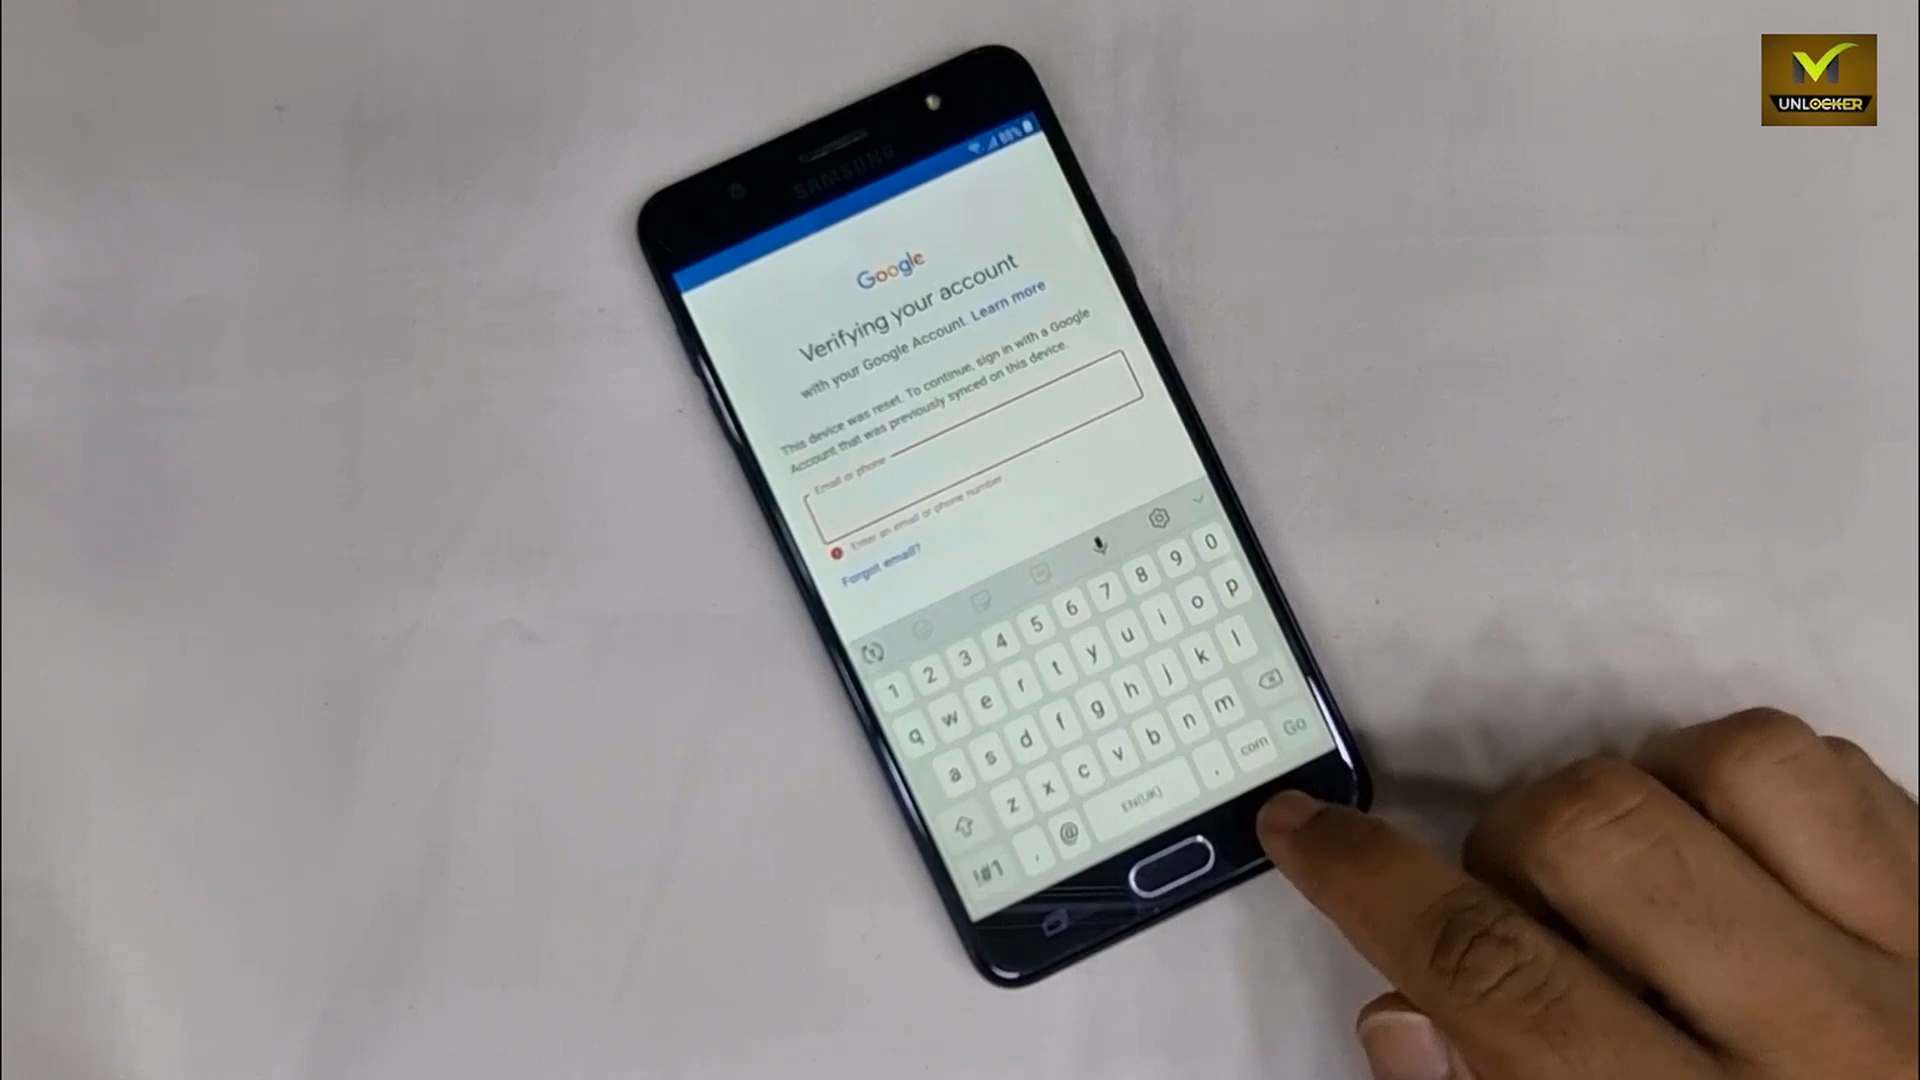 UNLOCKER
SAMSUNG
88%
Google
Verifying your account
with your Google Account. Learn more
This device was reset. To continue, sign in with a Google
Account that was previously synced on this device.
Email or phone
Enter an email or phone number
Forgot email?
1 2 3 4 5 6 7 8 9 0
q w e r t y u i o p
a s d f g h j k l
z x c v b n m
!#1 , @ EN(UK) . .com Go